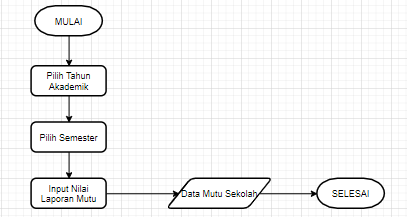 MULAI
Pilih Tahun
Akademik
Pilih Semester
Input Nilai
Laporan Mutu
Data Mutu Sekolah
SELESAI